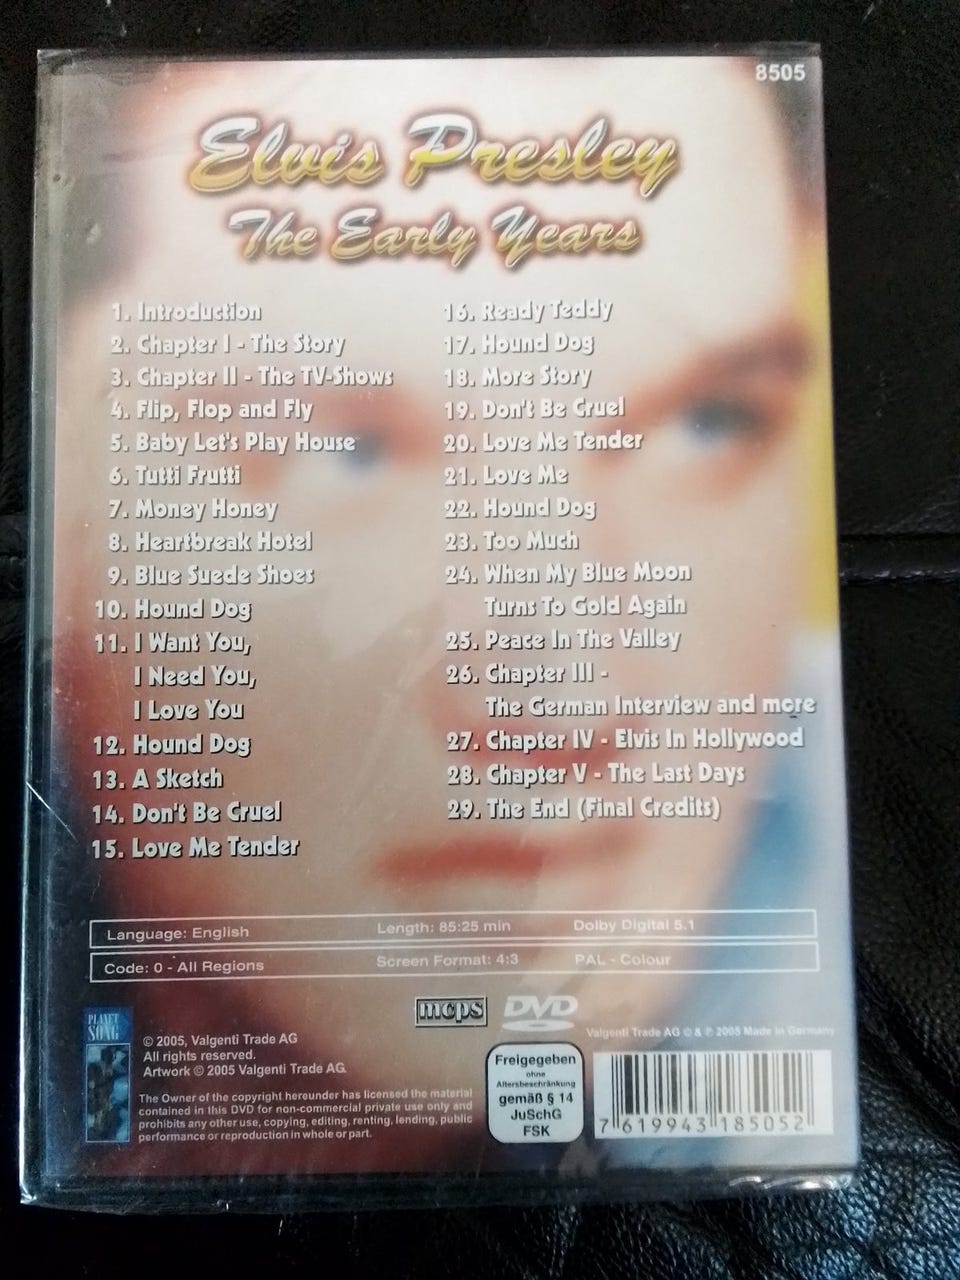 8505
Elvis Presley
The Early Years
1. Introduction
2. Chapter I - The Story
3. Chapter II - The TV-Shows
4. Flip, Flop and Fly
5. Baby Let's Play House
6. Tutti Frutti
7. Money Honey
8. Heartbreak Hotel
9. Blue Suede Shoes
10. Hound Dog
11. I Want You,
I Need You,
I Love You
12. Hound Dog
13. A Sketch
14. Don't Be Cruel
15. Love Me Tender
16. Ready Teddy
17. Hound Dog
18. More Story
19. Don't Be Cruel
20. Love Me Tender
21. Love Me
22. Hound Dog
23. Too Much
24. When My Blue Moon
Turns To Gold Again
25. Peace In The Valley
26. Chapter III -
The German Interview and more
27. Chapter IV - Elvis In Hollywood
28. Chapter V - The Last Days
29. The End (Final Credits)
Language: English
Length: 85:25 min
Dolby Digital 5.1
Code: 0 - All Regions
Screen Format: 4:3
PAL - Colour
mcps
DVD
PLANET
SONG
© 2005, Valgenti Trade AG
All rights reserved.
Artwork © 2005 Valgenti Trade AG
The Owner of the copyright hereunder has licensed the material
contained in this DVD for non-commercial private use only and
prohibits any other use, copying, editing, renting, lending, public
performance or reproduction in whole or part.
Freigegeben
ohne
Altersbeschränkung
gemäß § 14
JuSchG
FSK
Valgenti Trade AG © & ℗ 2005 Made in Germany
7 619943 185052